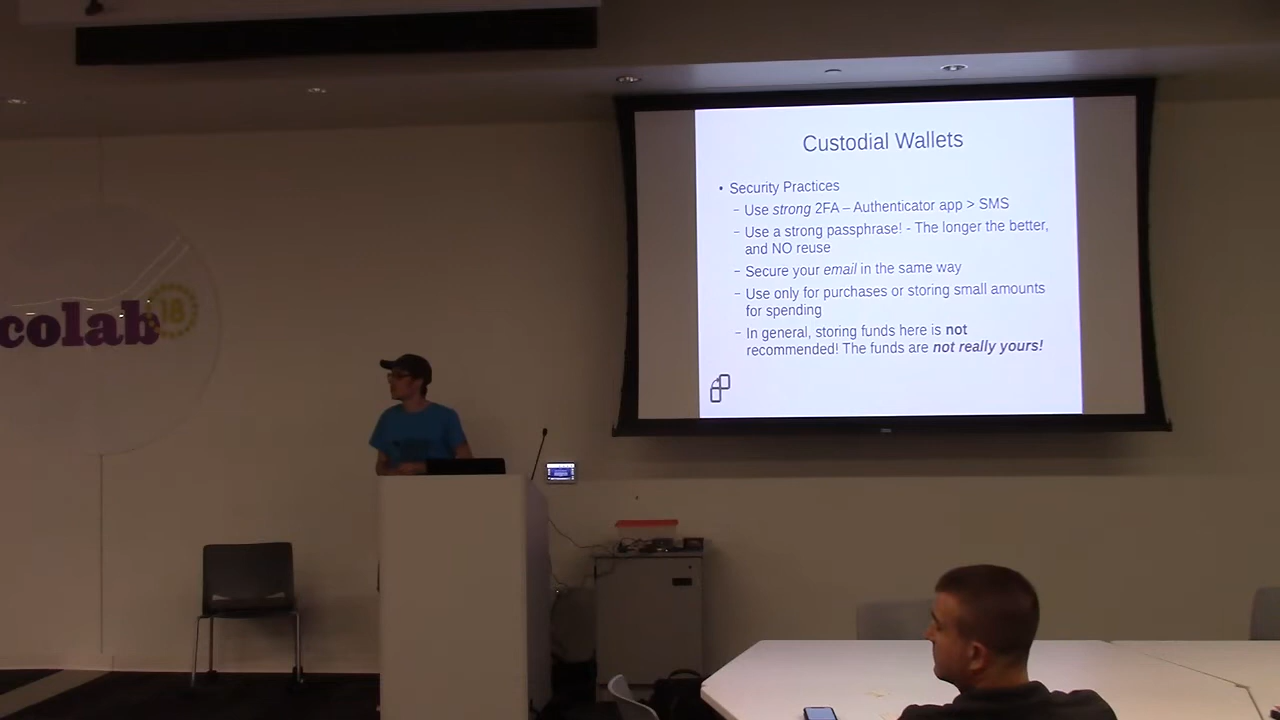 Custodial Wallets
• Security Practices
– Use strong 2FA – Authenticator app > SMS
– Use a strong passphrase! - The longer the better,
and NO reuse
– Secure your email in the same way
– Use only for purchases or storing small amounts
for spending
– In general, storing funds here is not
recommended! The funds are not really yours!
colab
18